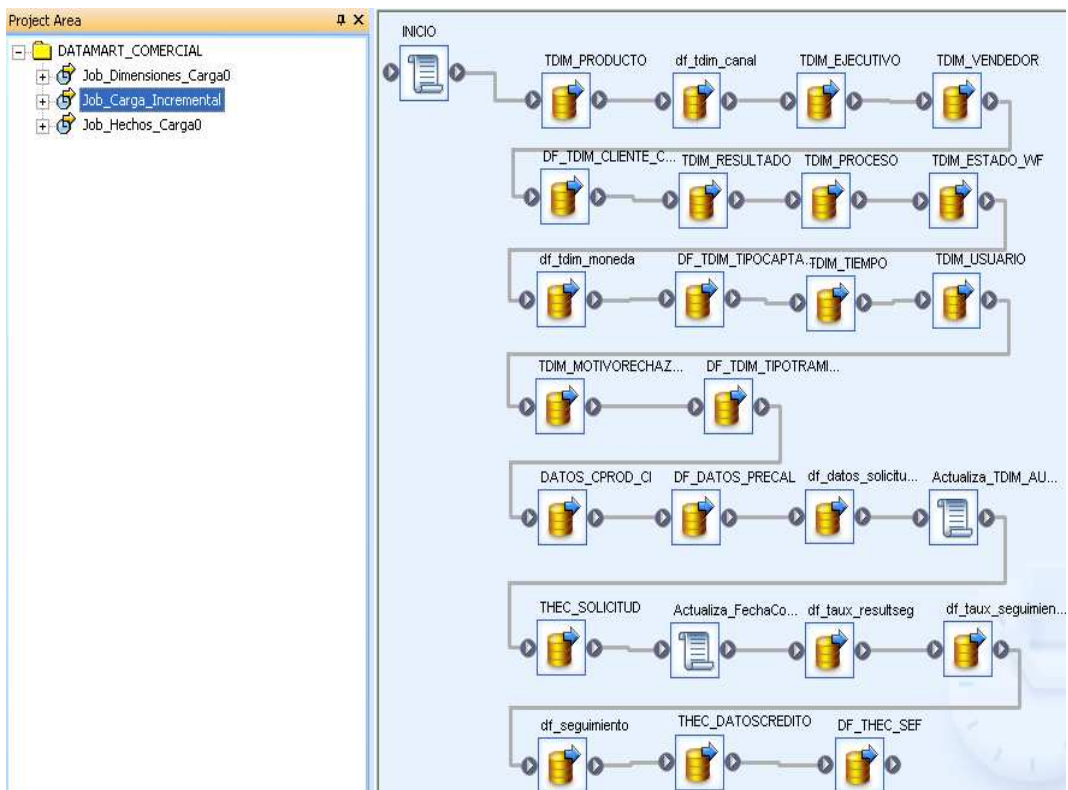 Project Area
DATAMART_COMERCIAL
Job_Dimensiones_Carga0
Job_Carga_Incremental
Job_Hechos_Carga0
INICIO
TDIM_PRODUCTO df_tdim_canal TDIM_EJECUTIVO TDIM_VENDEDOR
DF_TDIM_CLIENTE_C... TDIM_RESULTADO TDIM_PROCESO TDIM_ESTADO_WF
df_tdim_moneda DF_TDIM_TIPOCAPTA... TDIM_TIEMPO TDIM_USUARIO
TDIM_MOTIVORECHAZ... DF_TDIM_TIPOTRAMI...
DATOS_CPROD_CI DF_DATOS_PRECAL df_datos_solicitu... Actualiza_TDIM_AU...
THEC_SOLICITUD Actualiza_FechaCo... df_taux_resultseg df_taux_seguimien...
df_seguimiento THEC_DATOSCREDITO DF_THEC_SEF